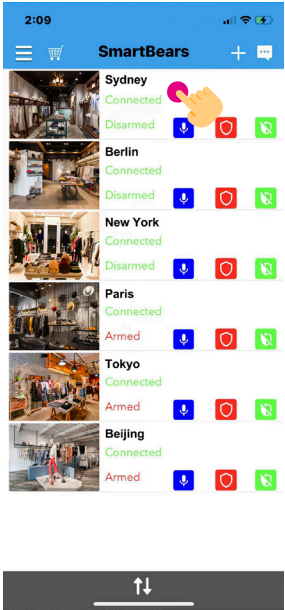 2:09
SmartBears
Sydney
Connected
Disarmed
Berlin
Connected
Disarmed
New York
Connected
Disarmed
Paris
Connected
Armed
Tokyo
Connected
Armed
Beijing
Connected
Armed